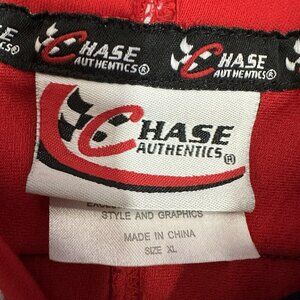 CHASE
AUTHENTICS®
CHASE
AUTHENTICS®
CHASE
AUTHENTICS®
STYLE AND GRAPHICS
MADE IN CHINA
SIZE XL